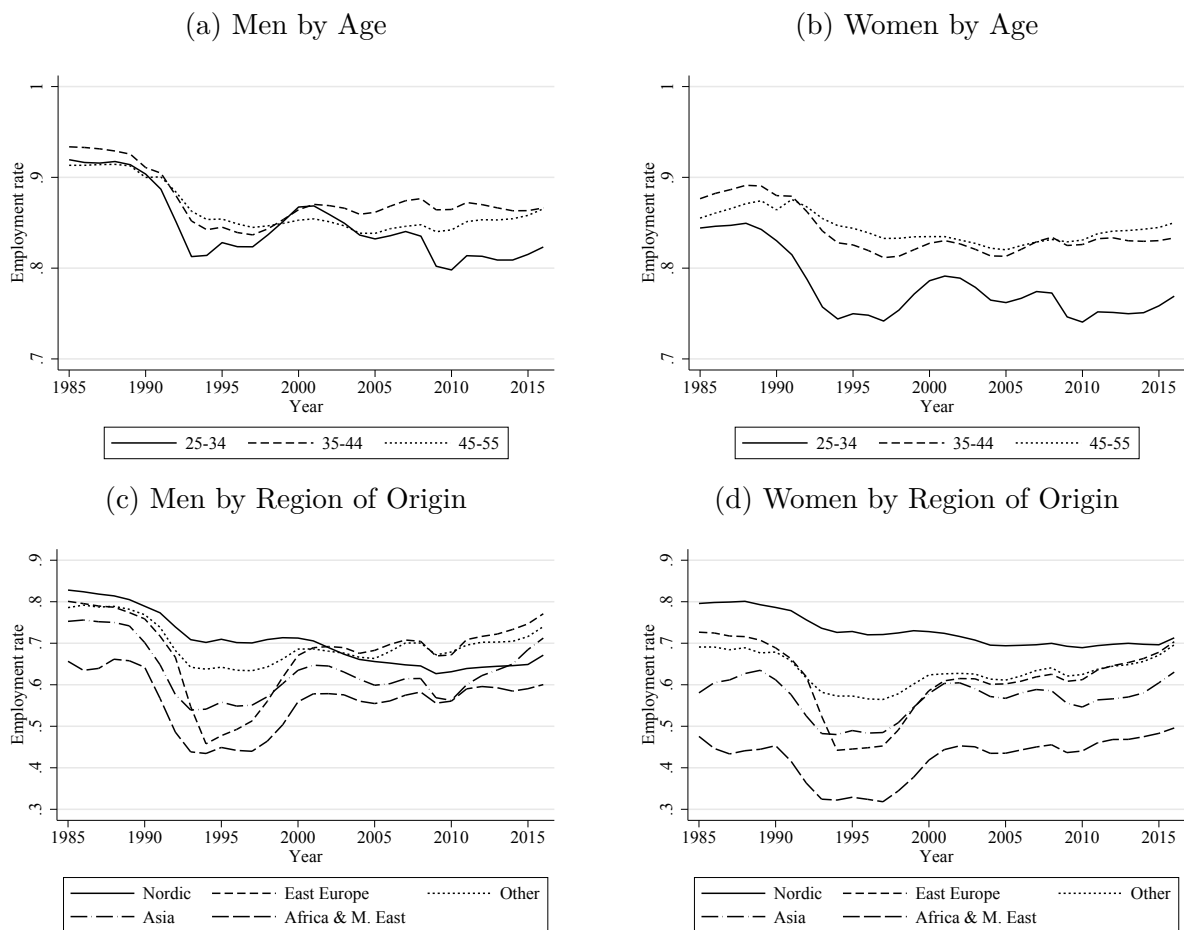 (a) Men by Age
1
.9
.8
.7
Employment rate
1985 1990 1995 2000 2005 2010 2015
Year
25-34 35-44 45-55
(b) Women by Age
1
.9
.8
.7
Employment rate
1985 1990 1995 2000 2005 2010 2015
Year
25-34 35-44 45-55
(c) Men by Region of Origin
.9
.8
.7
.6
.5
.4
.3
Employment rate
1985 1990 1995 2000 2005 2010 2015
Year
Nordic East Europe Other
Asia Africa & M. East
(d) Women by Region of Origin
.9
.8
.7
.6
.5
.4
.3
Employment rate
1985 1990 1995 2000 2005 2010 2015
Year
Nordic East Europe Other
Asia Africa & M. East